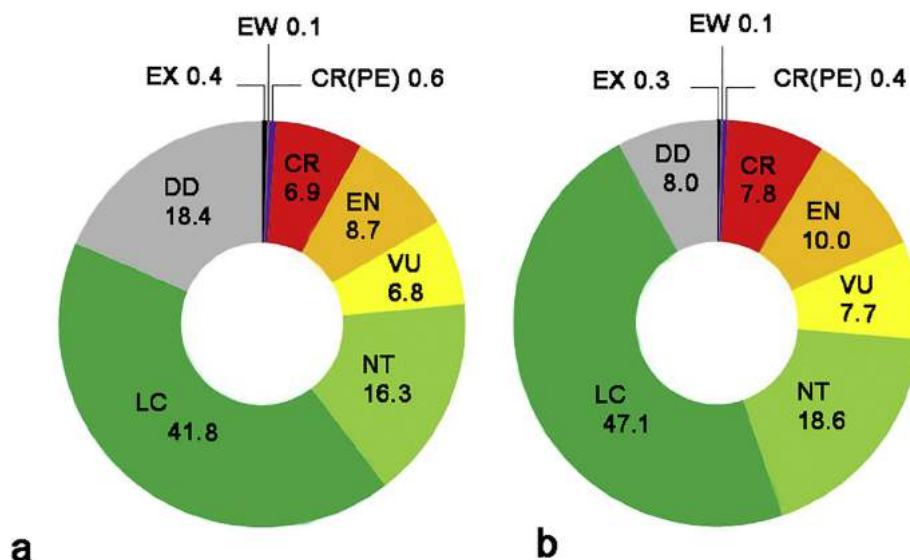 EW 0.1
EX 0.4
CR(PE) 0.6
CR
6.9
EN
8.7
VU
6.8
NT
16.3
LC
41.8
DD
18.4
a
EW 0.1
EX 0.3
CR(PE) 0.4
CR
7.8
EN
10.0
VU
7.7
NT
18.6
LC
47.1
DD
8.0
b